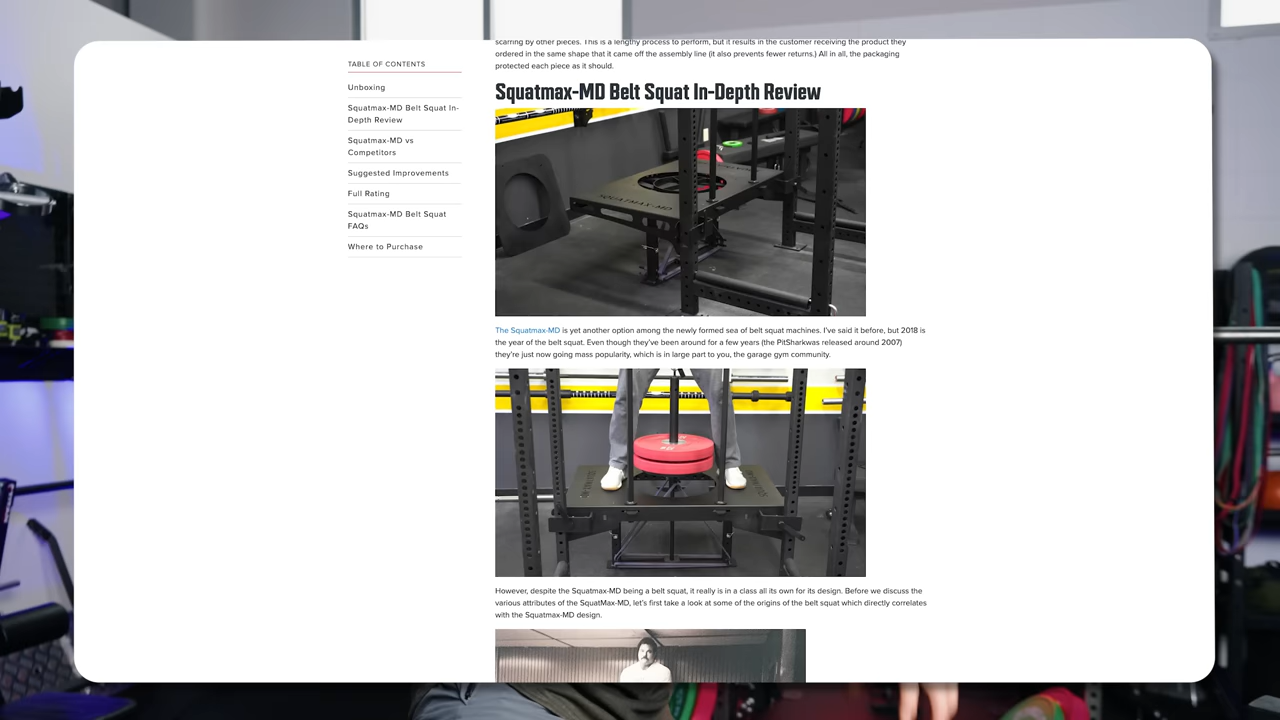 scarring by other pieces. This is a lengthy process to perform, but it results in the customer receiving the product they
ordered in the same shape that it came off the assembly line (it also prevents fewer returns.) All in all, the packaging
protected each piece as it should.
TABLE OF CONTENTS
Unboxing
Squatmax-MD Belt Squat In-
Depth Review
Squatmax-MD vs
Competitors
Suggested Improvements
Full Rating
Squatmax-MD Belt Squat
FAQs
Where to Purchase
Squatmax-MD Belt Squat In-Depth Review
SQUATMAX-MD
The Squatmax-MD is yet another option among the newly formed sea of belt squat machines. I've said it before, but 2018 is
the year of the belt squat. Even though they've been around for a few years (the PitSharkwas released around 2007)
they're just now going mass popularity, which is in large part to you, the garage gym community.
However, despite the Squatmax-MD being a belt squat, it really is in a class all its own for its design. Before we discuss the
various attributes of the SquatMax-MD, let's first take a look at some of the origins of the belt squat which directly correlates
with the Squatmax-MD design.